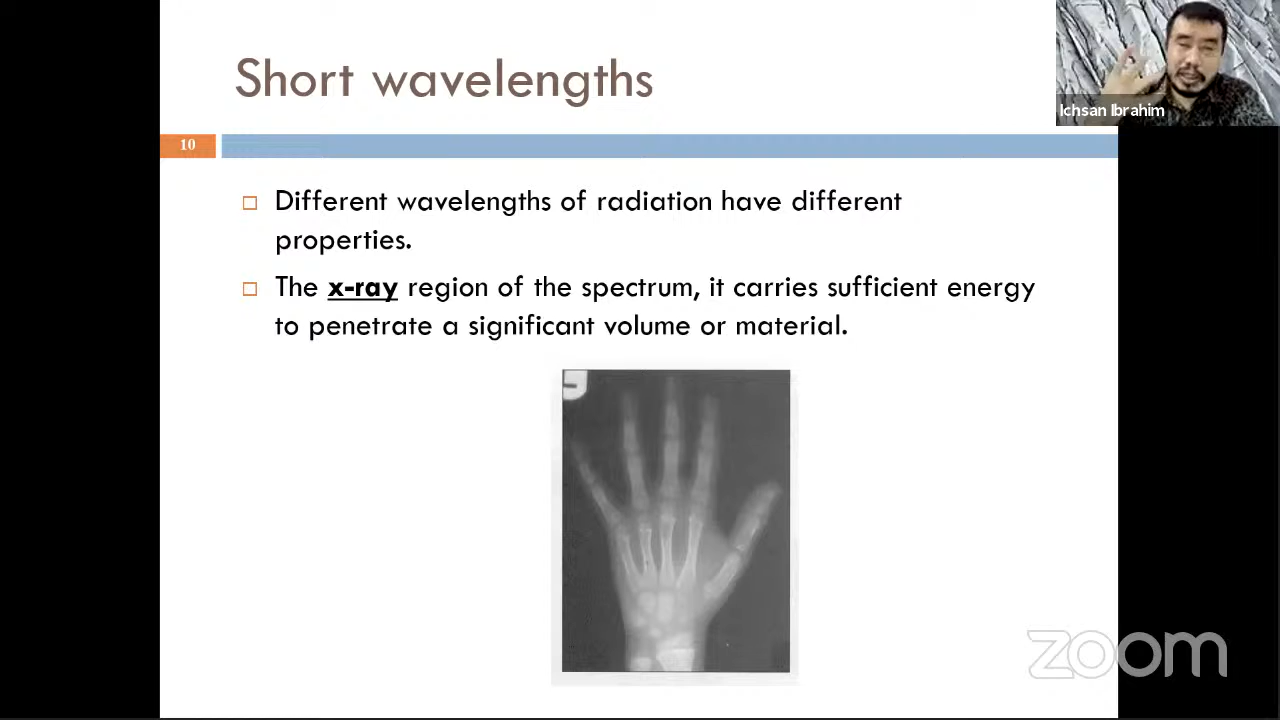 Short wavelengths
Ichsan Ibrahim
10
Different wavelengths of radiation have different
properties.
The x-ray region of the spectrum, it carries sufficient energy
to penetrate a significant volume or material.
zoom